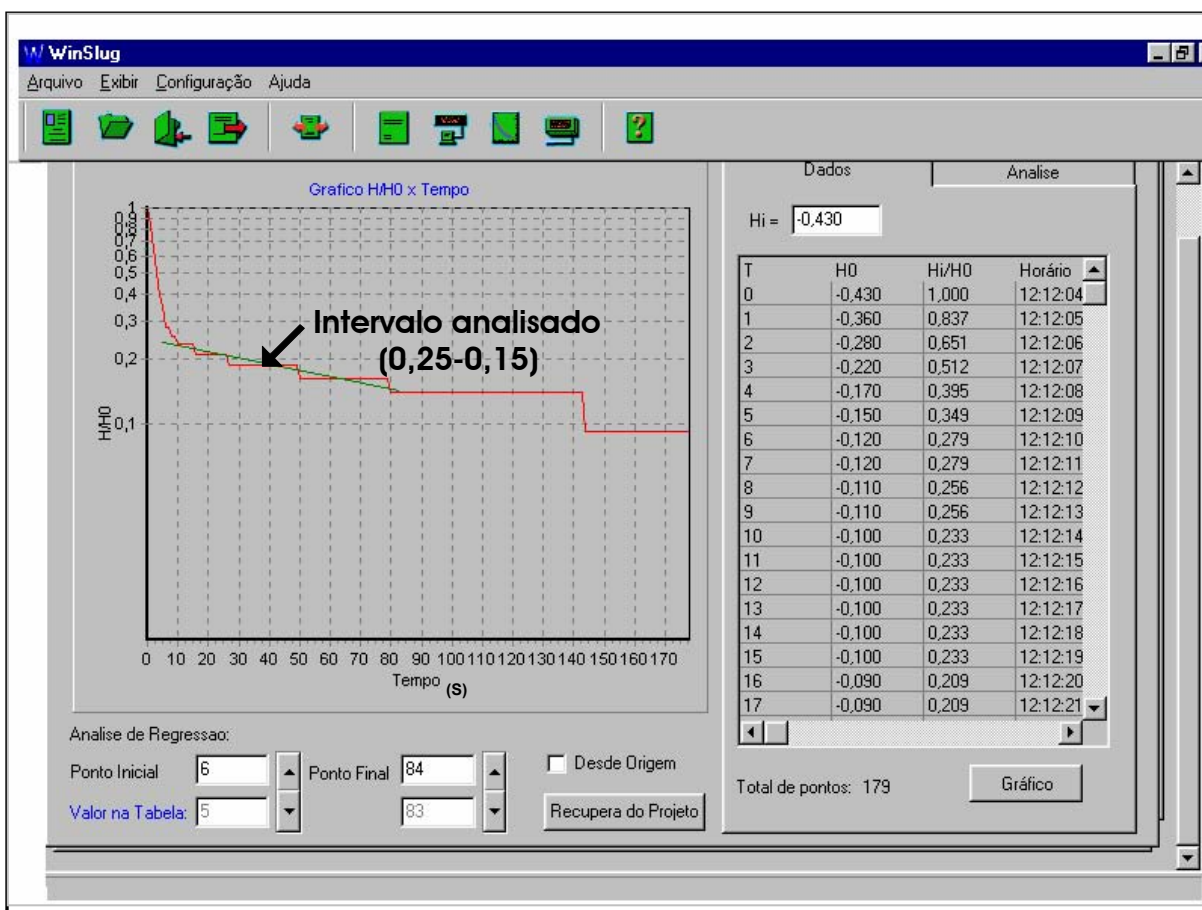 WinSlug
Arquivo Exibir Configuração Ajuda
Grafico H/H0 x Tempo
1
0,9
0,8
0,7
0,6
0,5
0,4
0,3
0,2
0,1
H/H0
Intervalo analisado
(0,25-0,15)
0 10 20 30 40 50 60 70 80 90 100 110 120 130 140 150 160 170
Tempo (S)
Analise de Regressao:
Ponto Inicial 6 Ponto Final 84 Desde Origem
Valor na Tabela: 5 83 Recupera do Projeto
Dados Analise
Hi = -0,430
T H0 Hi/H0 Horário
0 -0,430 1,000 12:12:04
1 -0,360 0,837 12:12:05
2 -0,280 0,651 12:12:06
3 -0,220 0,512 12:12:07
4 -0,170 0,395 12:12:08
5 -0,150 0,349 12:12:09
6 -0,120 0,279 12:12:10
7 -0,120 0,279 12:12:11
8 -0,110 0,256 12:12:12
9 -0,110 0,256 12:12:13
10 -0,100 0,233 12:12:14
11 -0,100 0,233 12:12:15
12 -0,100 0,233 12:12:16
13 -0,100 0,233 12:12:17
14 -0,100 0,233 12:12:18
15 -0,100 0,233 12:12:19
16 -0,090 0,209 12:12:20
17 -0,090 0,209 12:12:21
Total de pontos: 179 Gráfico